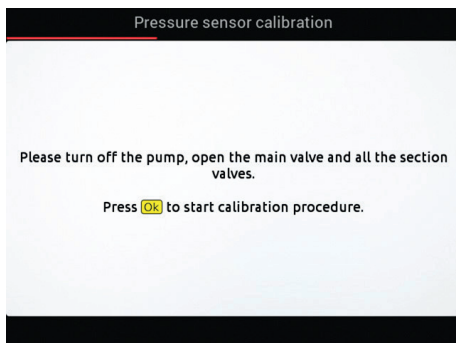 Pressure sensor calibration
Please turn off the pump, open the main valve and all the section
valves.
Press Ok to start calibration procedure.